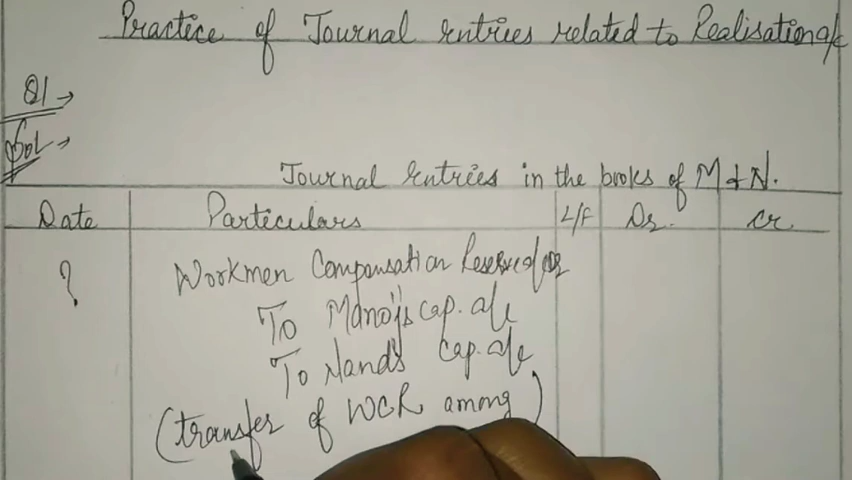 Practice of Journal entries related to Realisation a/c
Q1 →
Sol →
Journal Entries in the books of M & N.
Date Particulars L/F Dr. Cr.
? Workmen Compensation Reserve a/c Dr
To Manoj's cap. a/c
To Nand's cap. a/c
(transfer of WCR among)